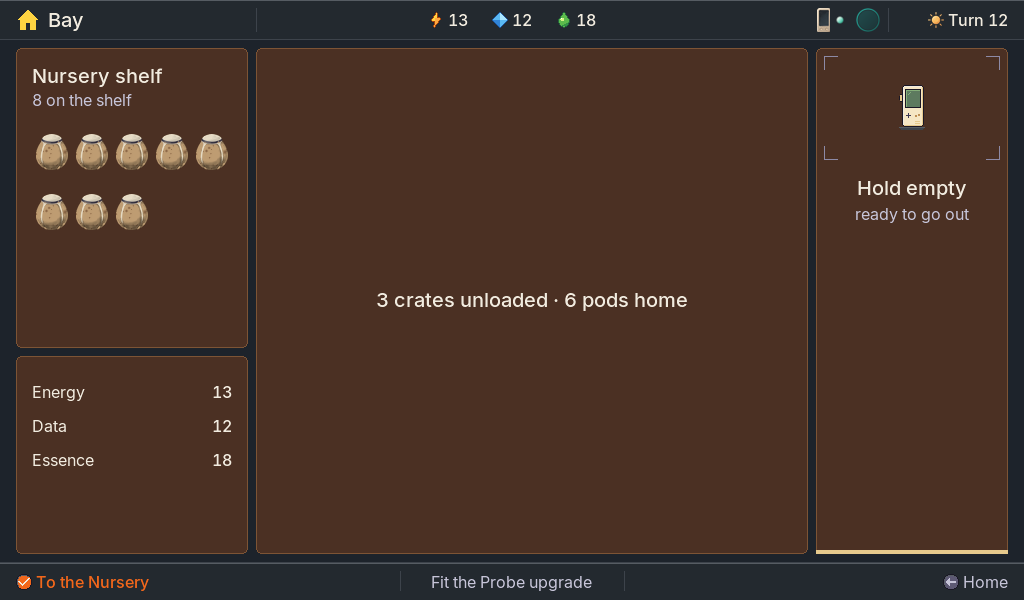 Bay
13
12
18
Turn 12
Nursery shelf
8 on the shelf
3 crates unloaded · 6 pods home
Hold empty
ready to go out
Energy 13
Data 12
Essence 18
To the Nursery
Fit the Probe upgrade
Home